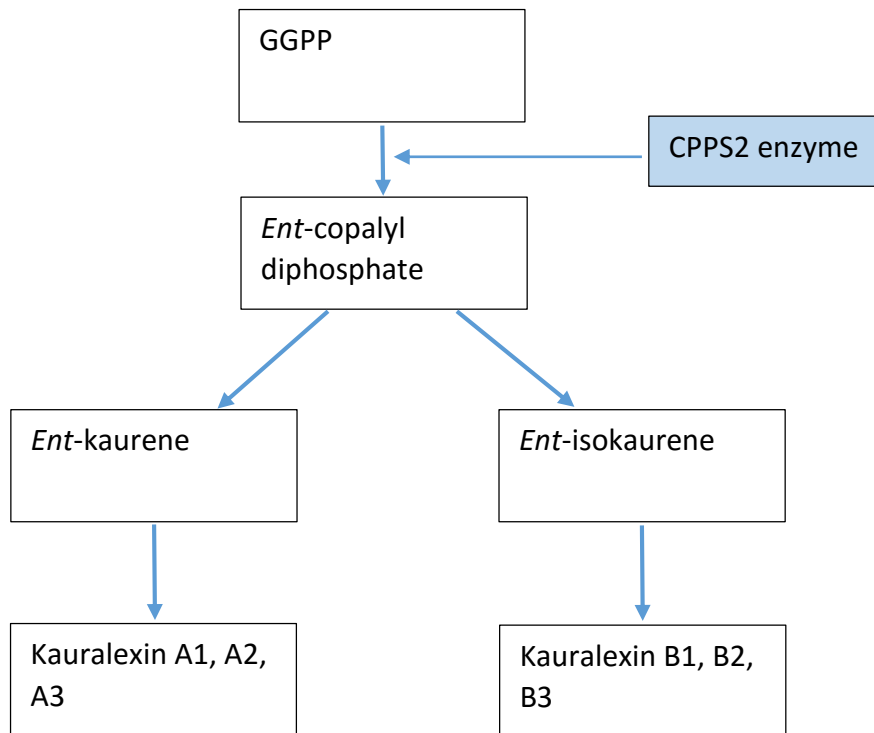 GGPP
CPPS2 enzyme
Ent-copalyl
diphosphate
Ent-kaurene
Ent-isokaurene
Kauralexin A1, A2,
A3
Kauralexin B1, B2,
B3